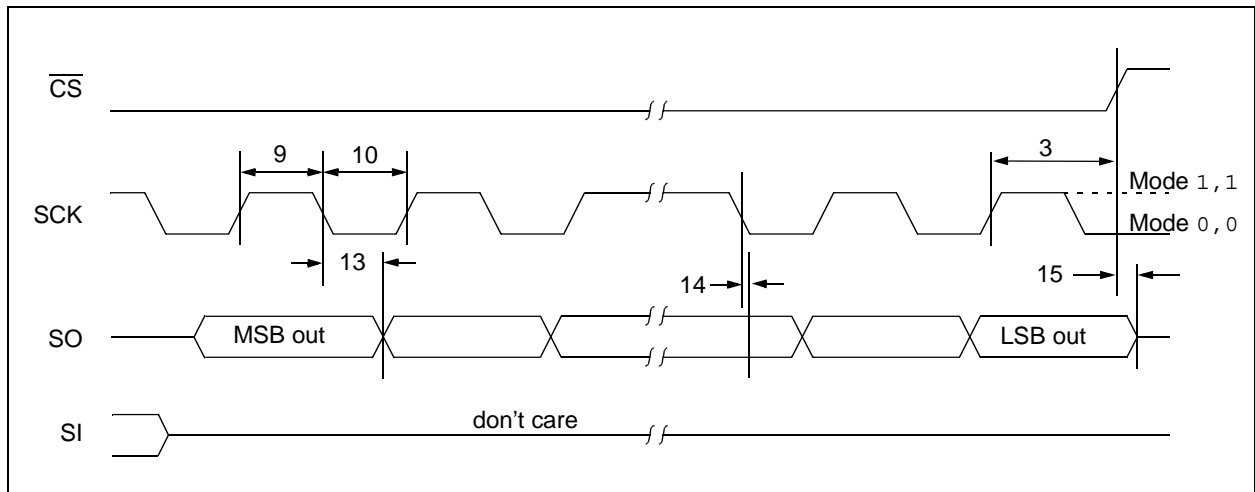 CS
9
10
3
SCK
Mode 1,1
Mode 0,0
13
14
15
SO
MSB out
LSB out
SI
don't care